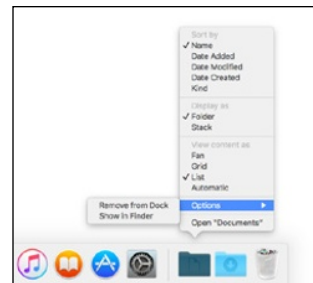 Sort by
✓ Name
Date Added
Date Modified
Date Created
Kind
Display as
✓ Folder
Stack
View content as
Fan
Grid
✓ List
Automatic
Options
Remove from Dock
Show in Finder
Open "Documents"